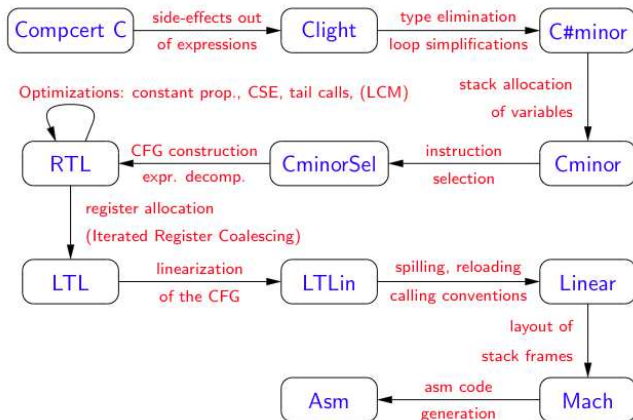 Compcert C
side-effects out
of expressions
Clight
type elimination
loop simplifications
C#minor
Optimizations: constant prop., CSE, tail calls, (LCM)
stack allocation
of variables
RTL
CFG construction
expr. decomp.
CminorSel
instruction
selection
Cminor
register allocation
(Iterated Register Coalescing)
LTL
linearization
of the CFG
LTLin
spilling, reloading
calling conventions
Linear
layout of
stack frames
Asm
asm code
generation
Mach